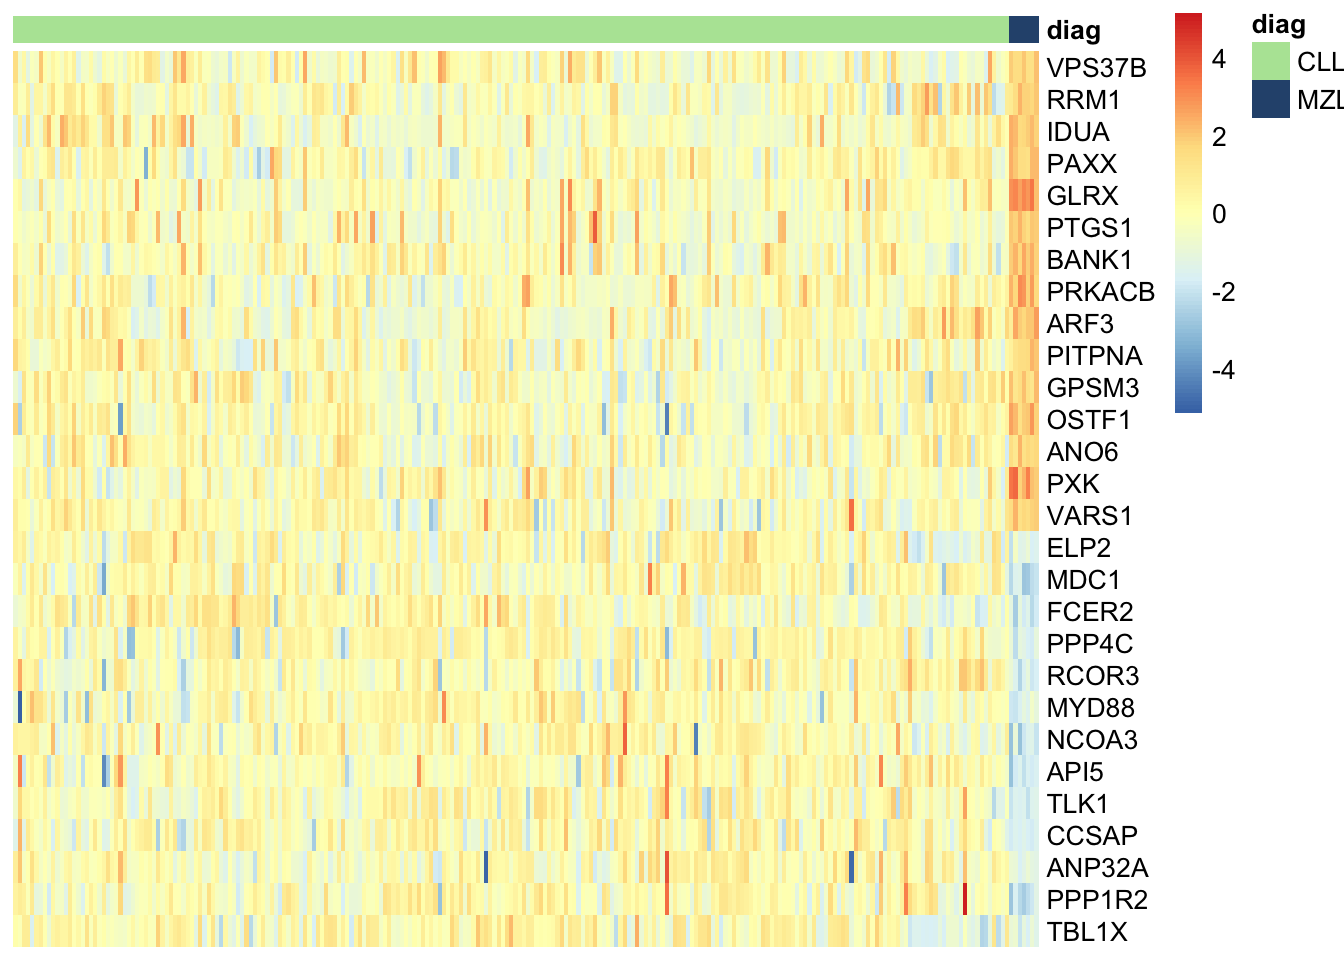 diag
VPS37B
RRM1
IDUA
PAXX
GLRX
PTGS1
BANK1
PRKACB
ARF3
PITPNA
GPSM3
OSTF1
ANO6
PXK
VARS1
ELP2
MDC1
FCER2
PPP4C
RCOR3
MYD88
NCOA3
API5
TLK1
CCSAP
ANP32A
PPP1R2
TBL1X
4
2
0
-2
-4
diag
CLL
MZL